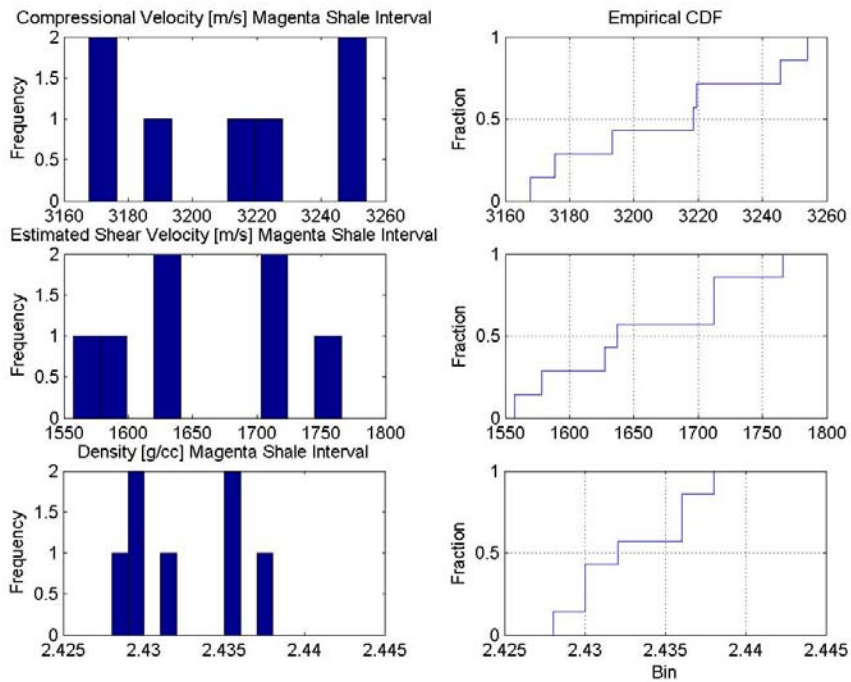 Compressional Velocity [m/s] Magenta Shale Interval
Frequency
2
1.5
1
0.5
0
3160 3180 3200 3220 3240 3260
Empirical CDF
Fraction
1
0.5
0
3160 3180 3200 3220 3240 3260
Estimated Shear Velocity [m/s] Magenta Shale Interval
Frequency
2
1.5
1
0.5
0
1550 1600 1650 1700 1750 1800
Fraction
1
0.5
0
1550 1600 1650 1700 1750 1800
Density [g/cc] Magenta Shale Interval
Frequency
2
1.5
1
0.5
0
2.425 2.43 2.435 2.44 2.445
Fraction
1
0.5
0
2.425 2.43 2.435 2.44 2.445
Bin